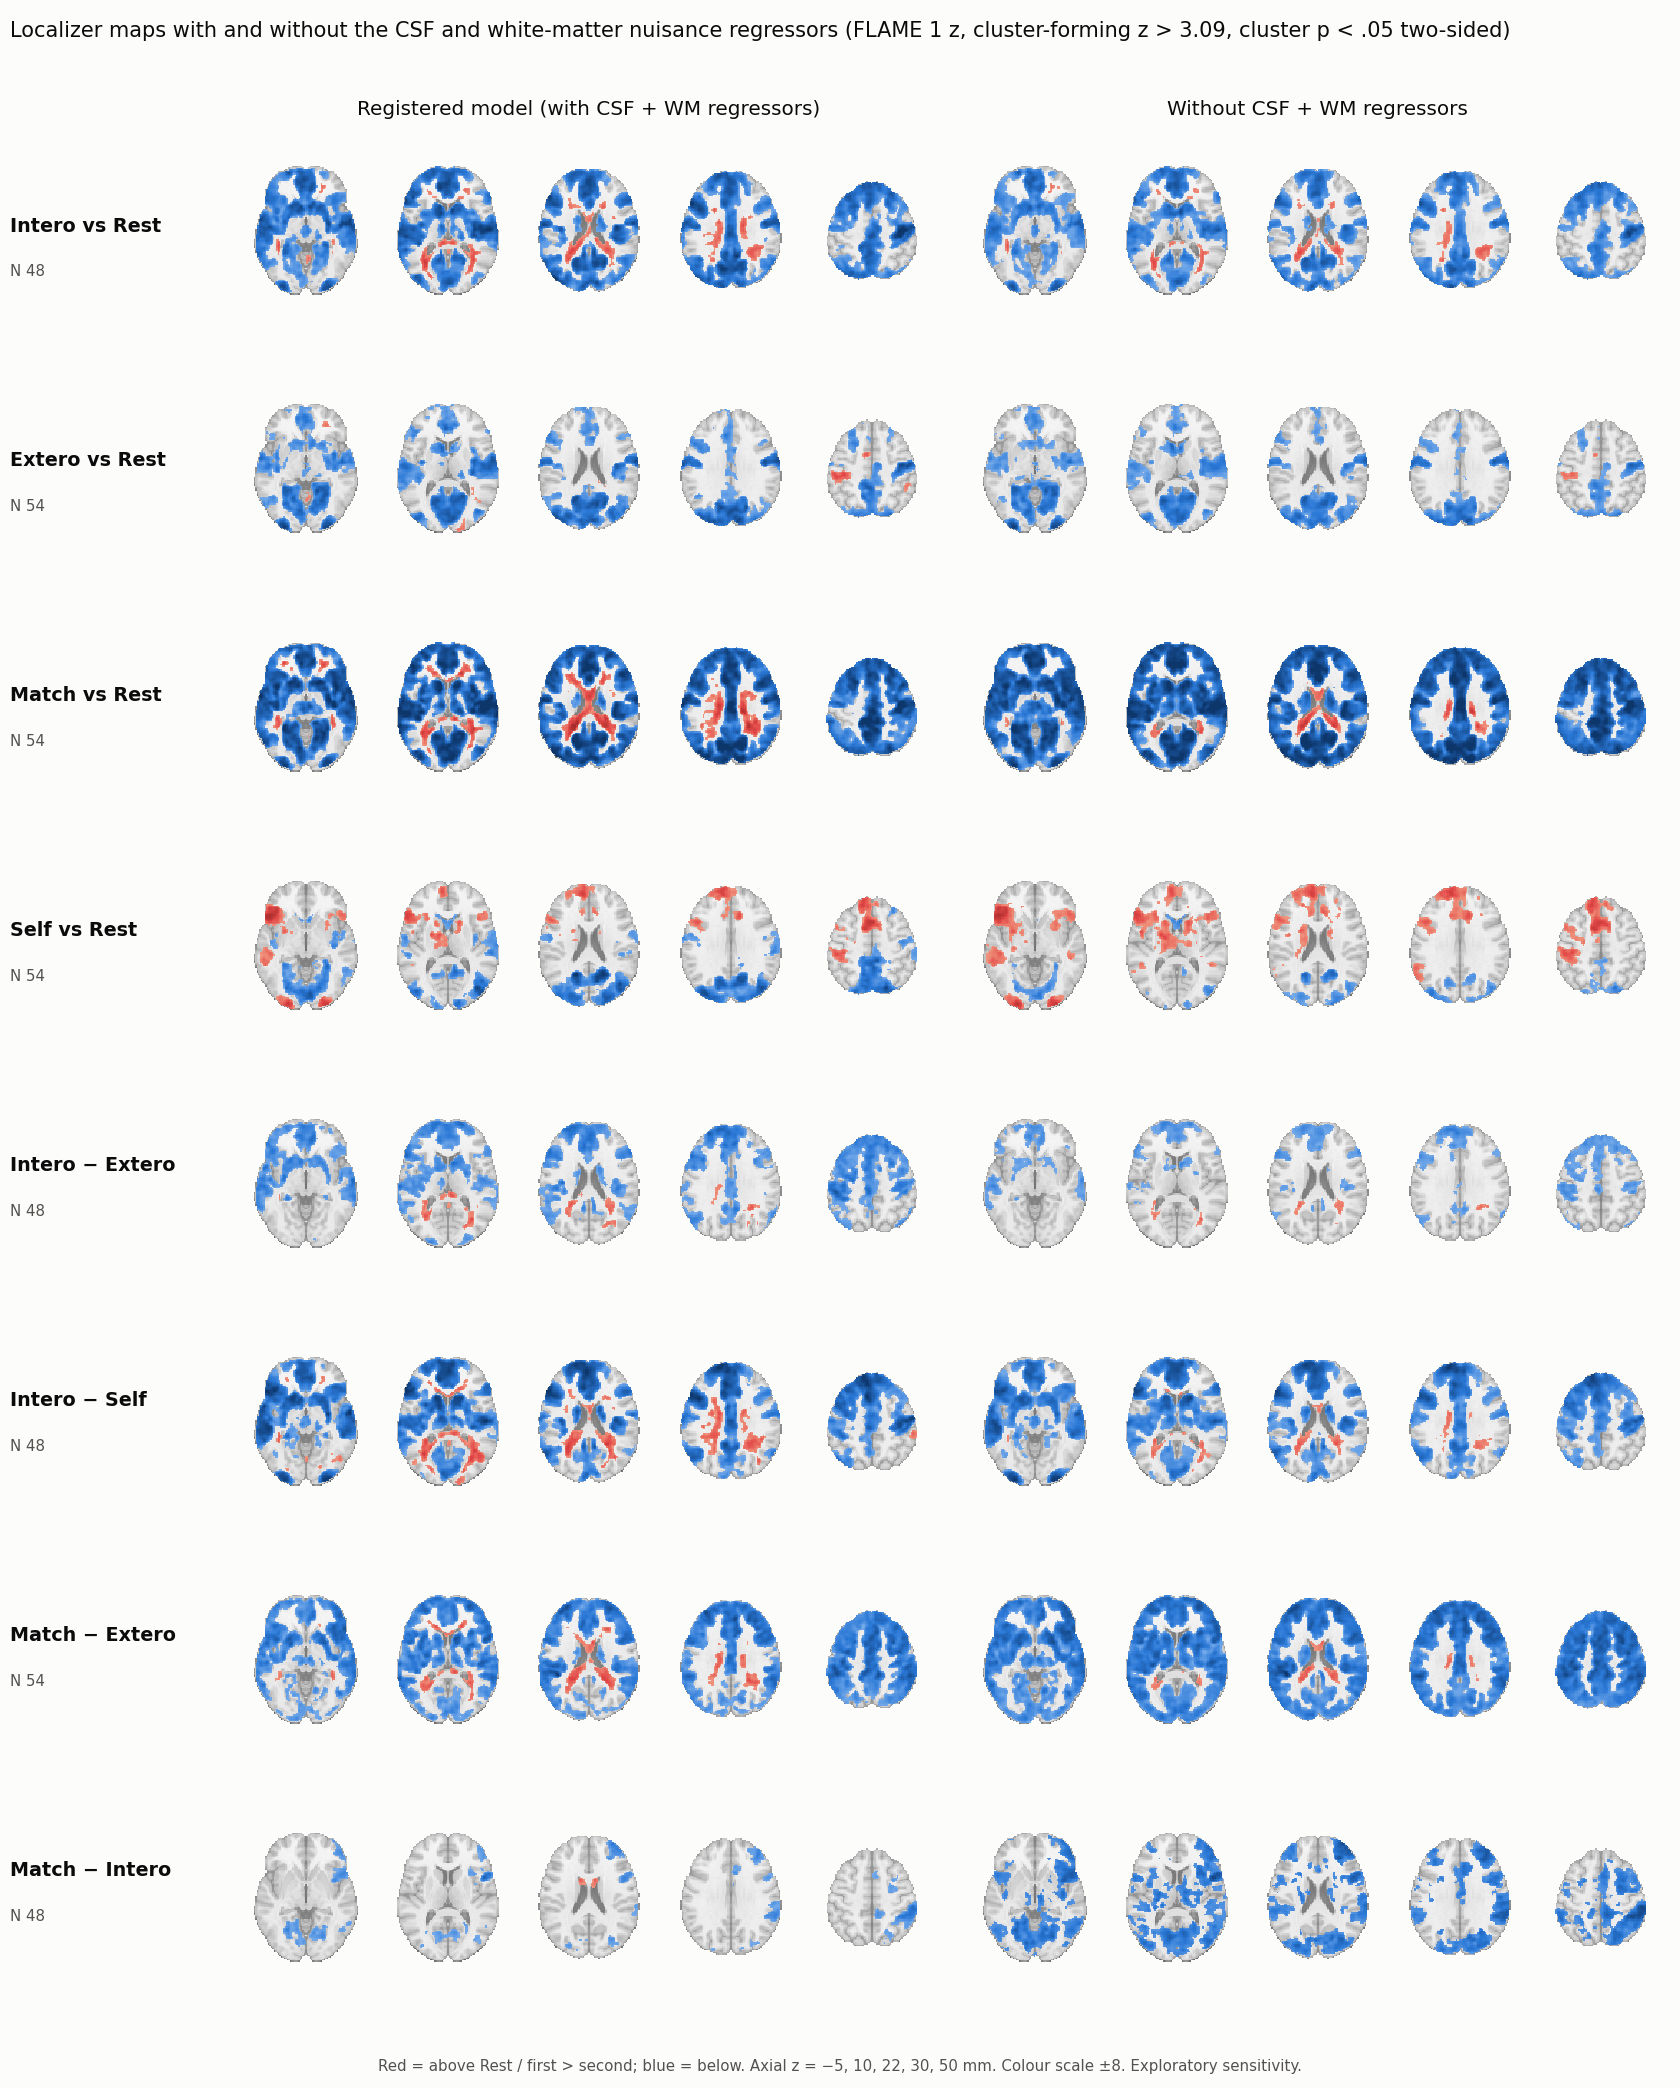 Localizer maps with and without the CSF and white-matter nuisance regressors (FLAME 1 z, cluster-forming z > 3.09, cluster p < .05 two-sided)
Registered model (with CSF + WM regressors)
Without CSF + WM regressors
Intero vs Rest
N 48
Extero vs Rest
N 54
Match vs Rest
N 54
Self vs Rest
N 54
Intero − Extero
N 48
Intero − Self
N 48
Match − Extero
N 54
Match − Intero
N 48
Red = above Rest / first > second; blue = below. Axial z = −5, 10, 22, 30, 50 mm. Colour scale ±8. Exploratory sensitivity.